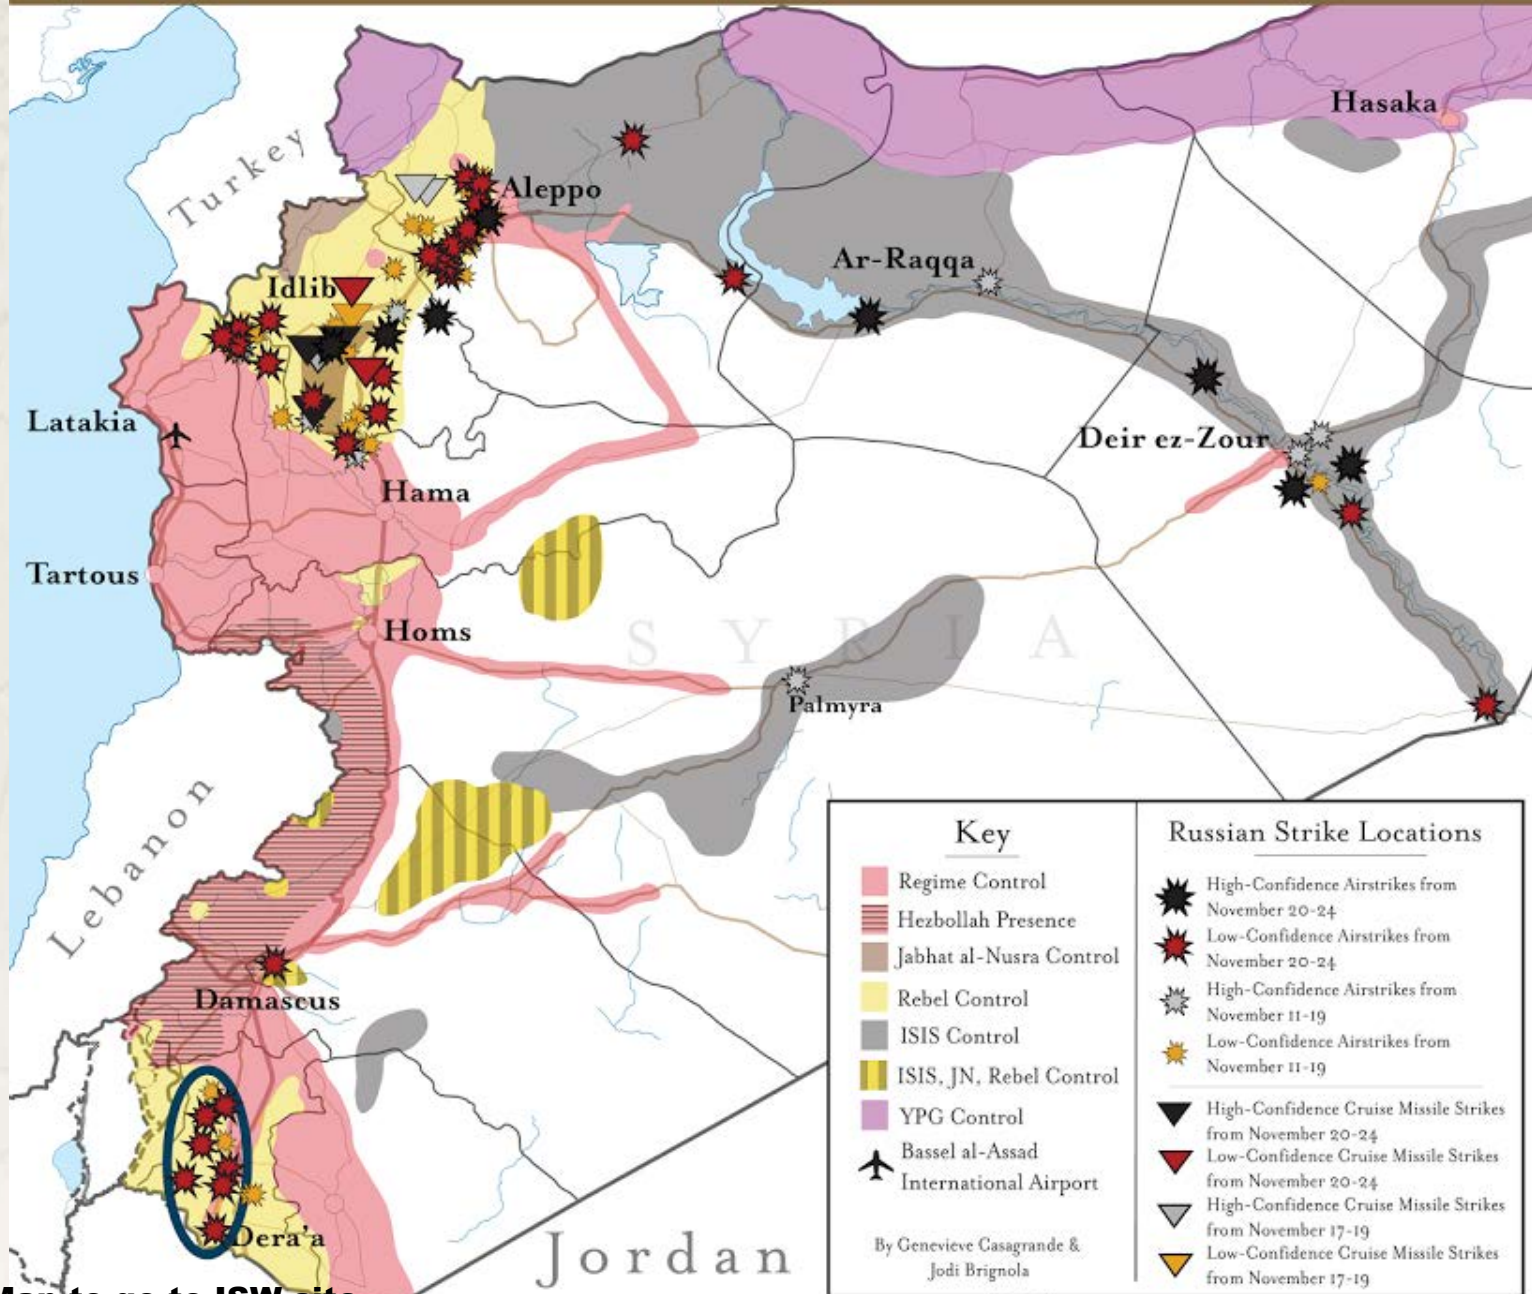 Turkey
Hasaka
Aleppo
Ar-Raqqa
Idlib
Latakia
Deir ez-Zour
Hama
Tartous
SYRIA
Homs
Palmyra
Lebanon
Damascus
Dera'a
Jordan
Key
Regime Control
Hezbollah Presence
Jabhat al-Nusra Control
Rebel Control
ISIS Control
ISIS, JN, Rebel Control
YPG Control
Bassel al-Assad
International Airport
By Genevieve Casagrande &
Jodi Brignola
Russian Strike Locations
High-Confidence Airstrikes from
November 20-24
Low-Confidence Airstrikes from
November 20-24
High-Confidence Airstrikes from
November 11-19
Low-Confidence Airstrikes from
November 11-19
High-Confidence Cruise Missile Strikes
from November 20-24
Low-Confidence Cruise Missile Strikes
from November 20-24
High-Confidence Cruise Missile Strikes
from November 17-19
Low-Confidence Cruise Missile Strikes
from November 17-19
Map to go to ISW site